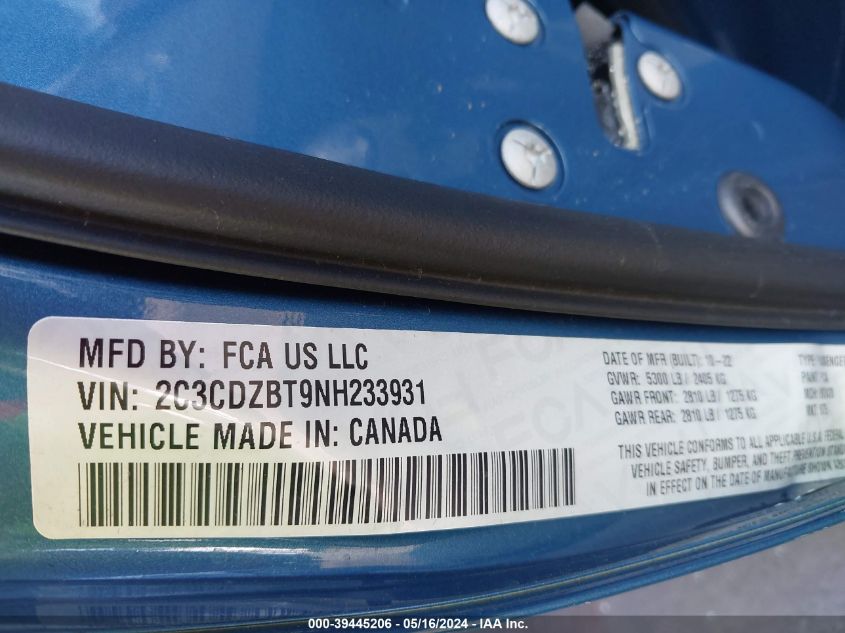 MFD BY: FCA US LLC
VIN: 2C3CDZBT9NH233931
VEHICLE MADE IN: CANADA
DATE OF MFR (BUILT): 10-22
GVWR: 5300 LB / 2405 KG
GAWR FRONT: 2810 LB / 1275 KG
GAWR REAR: 2810 LB / 1275 KG
THIS VEHICLE CONFORMS TO ALL APPLICABLE U.S.A. FEDERAL
VEHICLE SAFETY, BUMPER, AND THEFT PREVENTION
IN EFFECT ON THE DATE OF MANUFACTURE
TYPE:
000-39445206 - 05/16/2024 - IAA Inc.